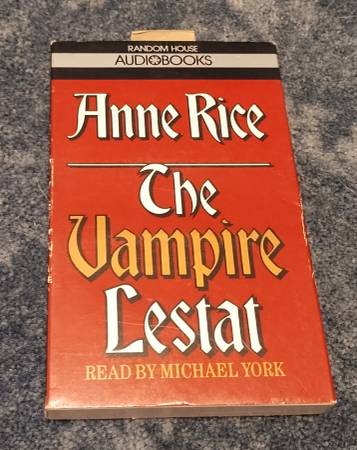 RANDOM HOUSE
AUDIOBOOKS
Anne Rice
The
Vampire
Lestat
READ BY MICHAEL YORK